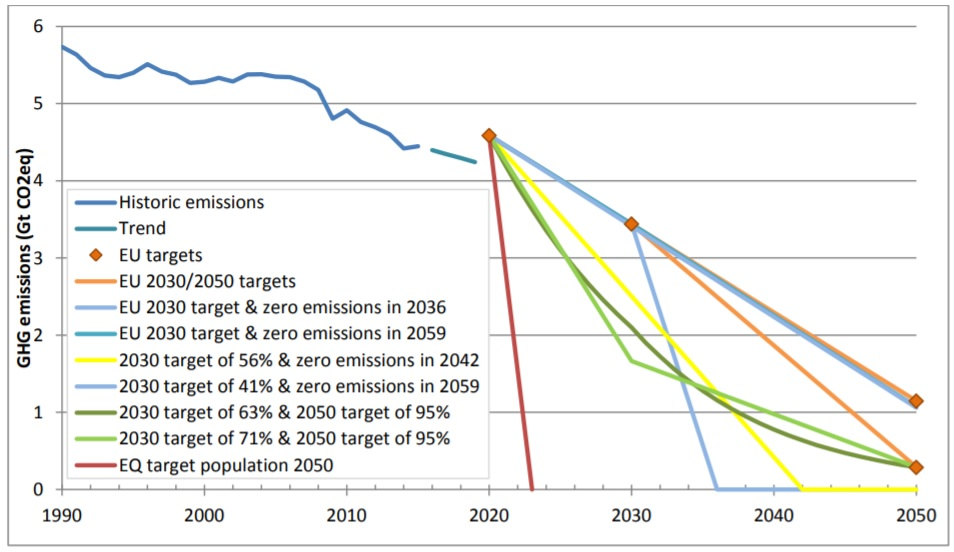 6
5
4
3
2
1
0
GHG emissions (Gt CO2eq)
Historic emissions
Trend
EU targets
EU 2030/2050 targets
EU 2030 target & zero emissions in 2036
EU 2030 target & zero emissions in 2059
2030 target of 56% & zero emissions in 2042
2030 target of 41% & zero emissions in 2059
2030 target of 63% & 2050 target of 95%
2030 target of 71% & 2050 target of 95%
EQ target population 2050
1990 2000 2010 2020 2030 2040 2050